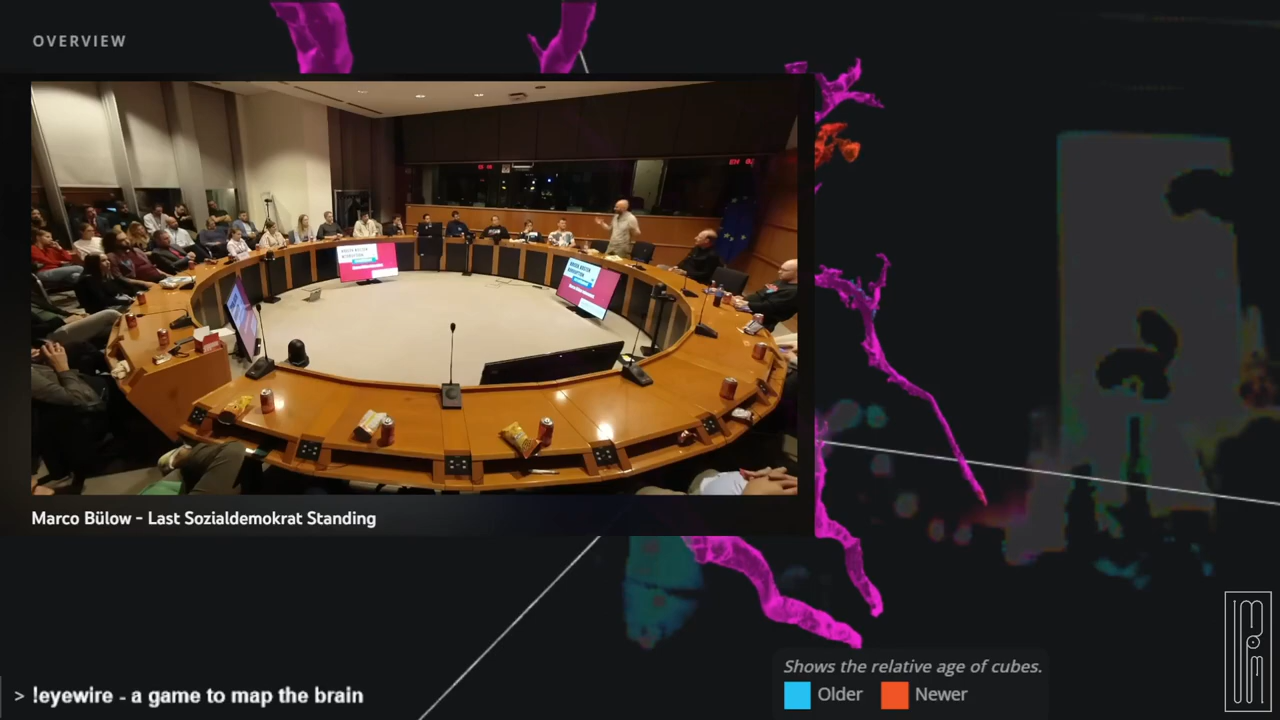 OVERVIEW
Marco Bülow - Last Sozialdemokrat Standing
Shows the relative age of cubes.
Older
Newer
> !eyewire - a game to map the brain